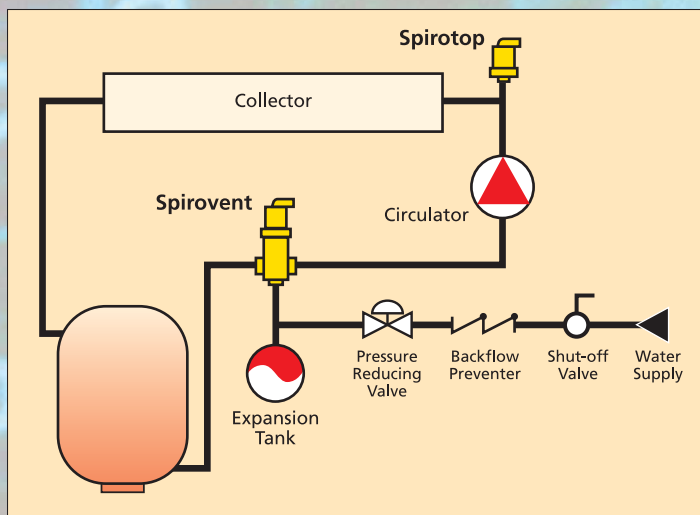 Spirotop
Collector
Spirovent
Circulator
Pressure
Reducing
Valve
Backflow
Preventer
Shut-off
Valve
Water
Supply
Expansion
Tank